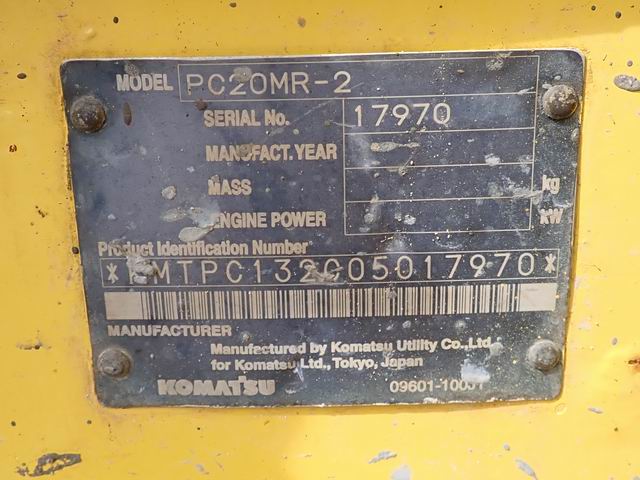 MODEL PC20MR-2
SERIAL No. 17970
MANUFACT. YEAR
MASS kg
ENGINE POWER kW
Product Identification Number
MANUFACTURER
Manufactured by Komatsu Utility Co.,Ltd.
for Komatsu Ltd., Tokyo, Japan
KOMATSU